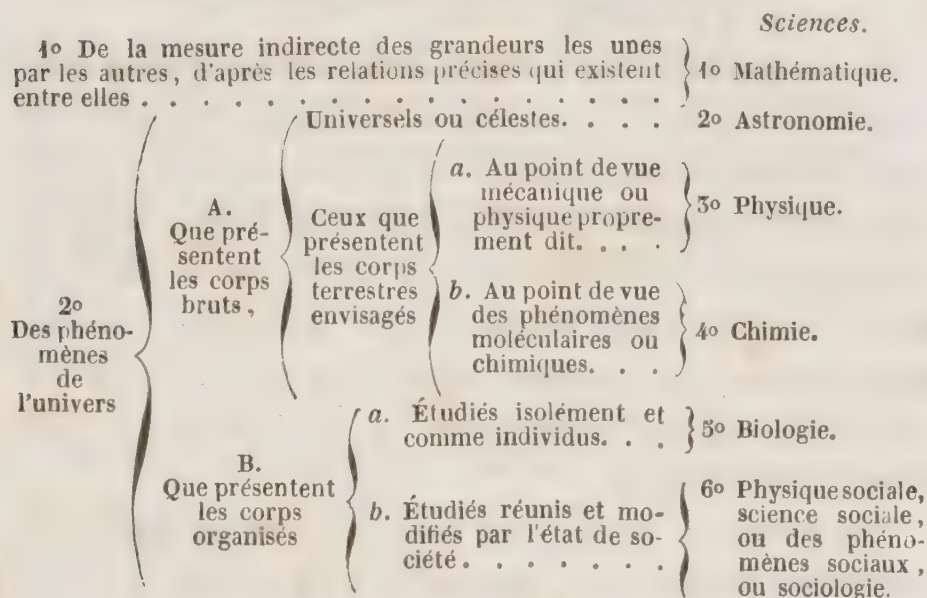 Sciences.
1o De la mesure indirecte des grandeurs les unes
par les autres, d'après les relations précises qui existent
entre elles . . . . . . . . . . . . . . .
1o Mathématique.
2o
Des phéno-
mènes
de
l'univers
A.
Que pré-
sentent
les corps
bruts,
Universels ou célestes. . . .
2o Astronomie.
Ceux que
présentent
les corps
terrestres
envisagés
a. Au point de vue
mécanique ou
physique propre-
ment dit. . . .
3o Physique.
b. Au point de vue
des phénomènes
moléculaires ou
chimiques. . .
4o Chimie.
B.
Que présentent
les corps
organisés
a. Étudiés isolément et
comme individus. . .
5o Biologie.
b. Étudiés réunis et mo-
difiés par l'état de so-
ciété . . . . . . .
6o Physique sociale,
science sociale,
ou des phéno-
mènes sociaux,
ou sociologie.